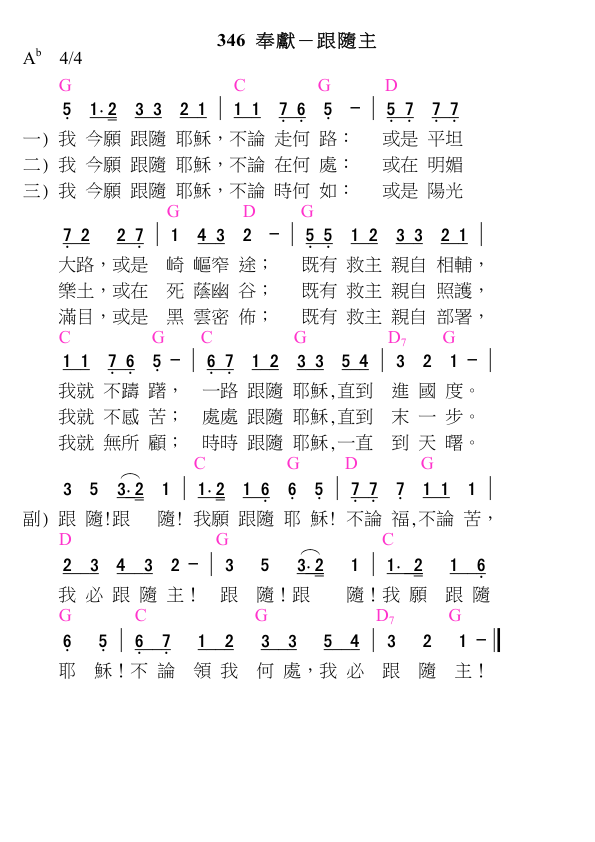 346 奉獻－跟隨主
A♭ 4/4
G C G D
5 1·2 3 3 2 1 | 1 1 7 6 5 － | 5 7 7 7
一) 我 今願 跟隨 耶穌，不論 走何 路： 或是 平坦
二) 我 今願 跟隨 耶穌，不論 在何 處： 或在 明媚
三) 我 今願 跟隨 耶穌，不論 時何 如： 或是 陽光
G D G
7 2 2 7 | 1 4 3 2 － | 5 5 1 2 3 3 2 1 |
大路，或是 崎 嶇窄 途； 既有 救主 親自 相輔，
樂土，或在 死 蔭幽 谷； 既有 救主 親自 照護，
滿目，或是 黑 雲密 佈； 既有 救主 親自 部署，
C G C G D7 G
1 1 7 6 5 － | 6 7 1 2 3 3 5 4 | 3 2 1 － |
我就 不躊 躇， 一路 跟隨 耶穌,直到 進 國 度。
我就 不感 苦； 處處 跟隨 耶穌,直到 末 一 步。
我就 無所 顧； 時時 跟隨 耶穌,一直 到 天 曙。
C G D G
3 5 3·2 1 | 1·2 1 6 6 5 | 7 7 7 1 1 1 |
副) 跟 隨!跟 隨! 我願 跟隨 耶 穌! 不論 福,不論 苦，
D G C
2 3 4 3 2 － | 3 5 3·2 1 | 1· 2 1 6
我 必 跟 隨 主！ 跟 隨！跟 隨！我 願 跟 隨
G C G D7 G
6 5 | 6 7 1 2 3 3 5 4 | 3 2 1 － ‖
耶 穌！不 論 領 我 何 處，我 必 跟 隨 主！